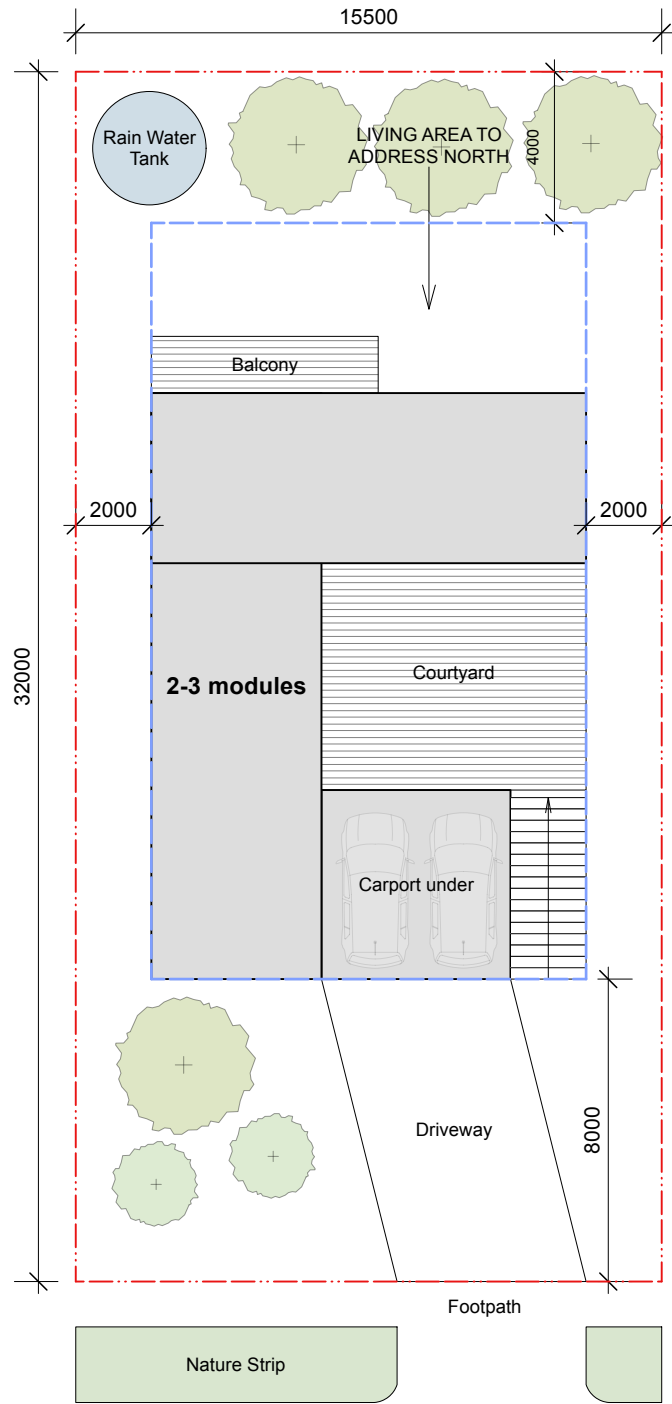 15500
Rain Water
Tank
LIVING AREA TO
ADDRESS NORTH
4000
Balcony
2000
2000
32000
2-3 modules
Courtyard
Carport under
Driveway
8000
Footpath
Nature Strip